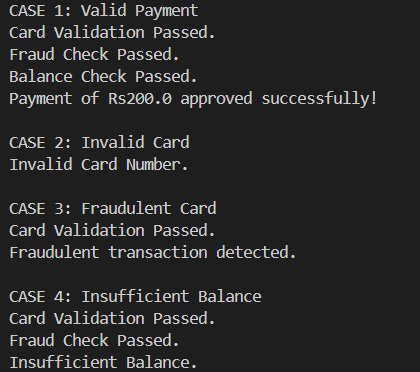 CASE 1: Valid Payment
Card Validation Passed.
Fraud Check Passed.
Balance Check Passed.
Payment of Rs200.0 approved successfully!
CASE 2: Invalid Card
Invalid Card Number.
CASE 3: Fraudulent Card
Card Validation Passed.
Fraudulent transaction detected.
CASE 4: Insufficient Balance
Card Validation Passed.
Fraud Check Passed.
Insufficient Balance.